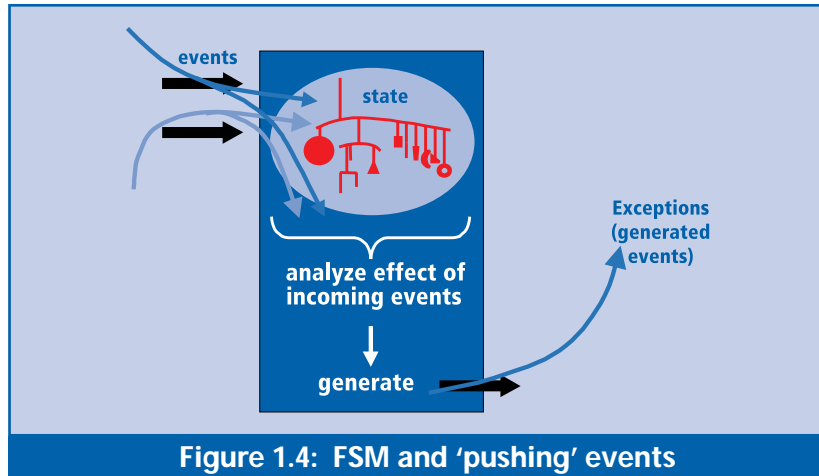 events
state
Exceptions
(generated
events)
analyze effect of
incoming events
generate
Figure 1.4: FSM and ‘pushing’ events